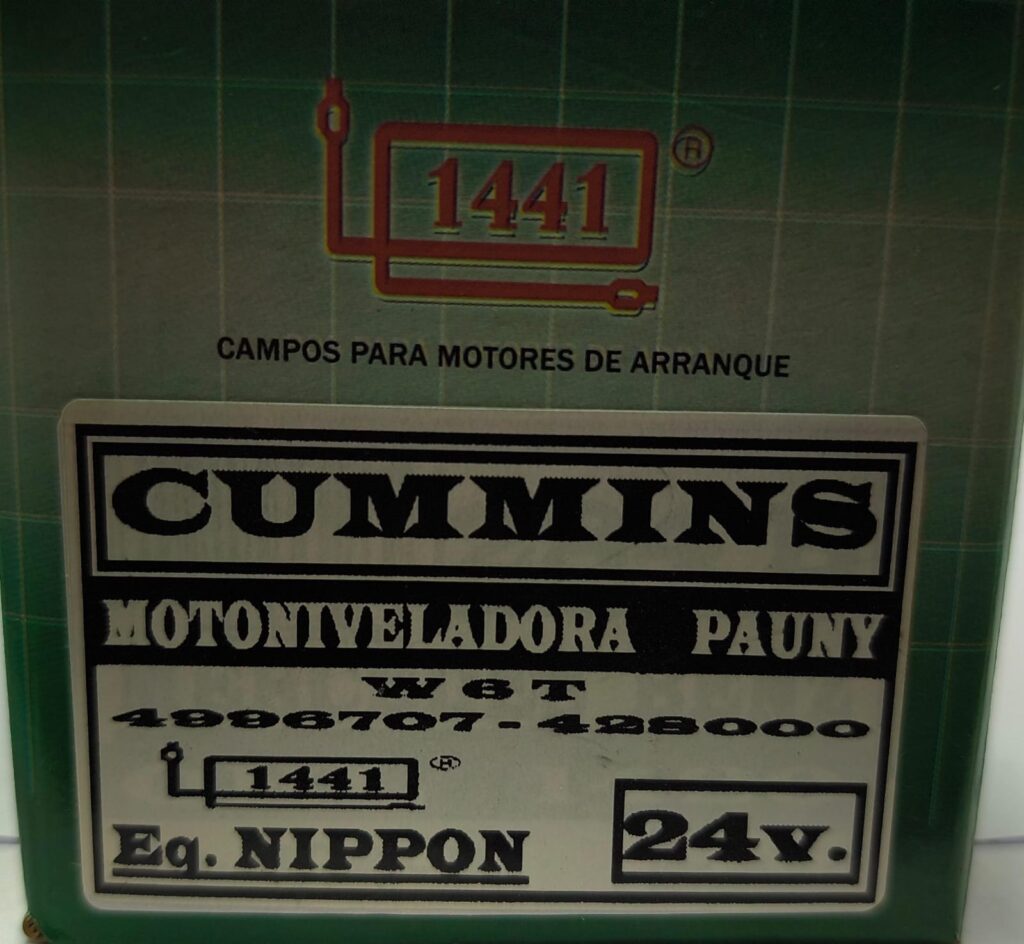 1441 ®
CAMPOS PARA MOTORES DE ARRANQUE
CUMMINS
MOTONIVELADORA PAUNY
W6T
4996707-428000
1441 ®
Eq. NIPPON
24v.